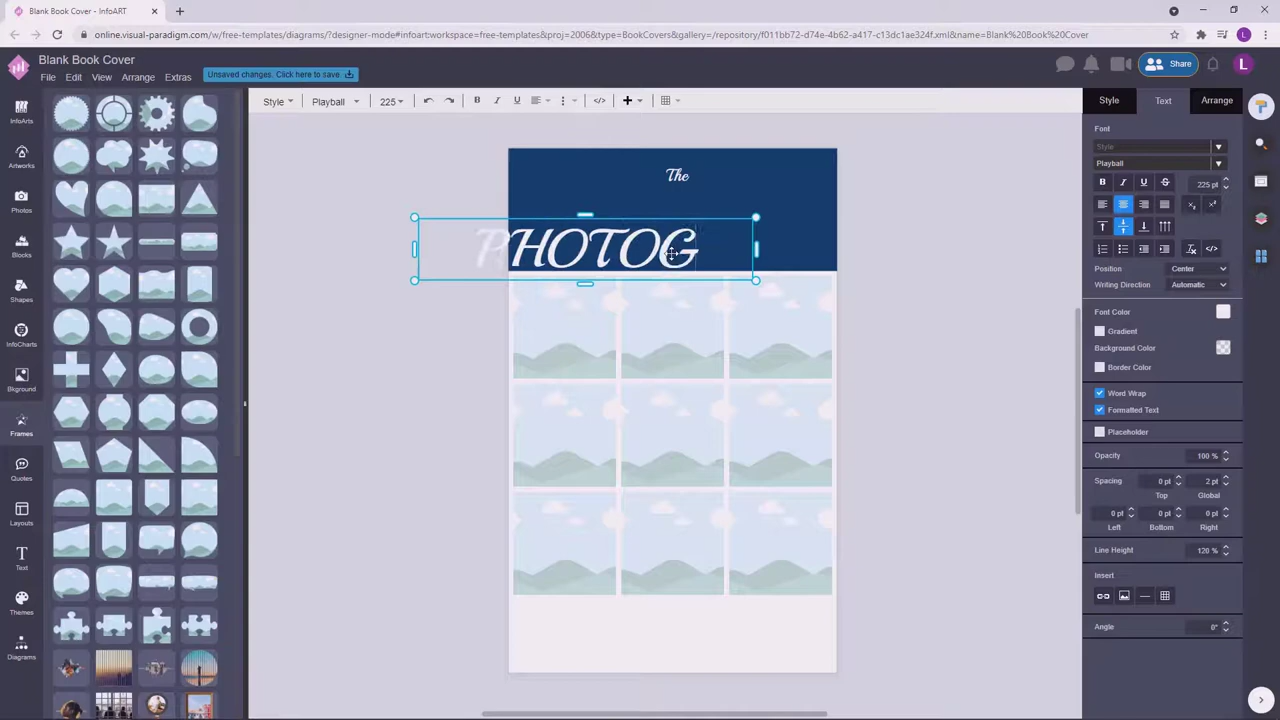 Blank Book Cover - InfoART
online.visual-paradigm.com/w/free-templates/diagrams/?designer-mode#infoart:workspace=free-templates&proj=2006&type=BookCovers&gallery=/repository/f011bb72-d74e-4b62-a417-c13dc1ae324f.xml&name=Blank%20Book%20Cover
L
Blank Book Cover
File Edit View Arrange Extras
Unsaved changes. Click here to save.
Share
L
Style Playball 225
B I U
Style Text Arrange
InfoArts
Artworks
Photos
Blocks
Shapes
InfoCharts
Bkground
Frames
Quotes
Layouts
Text
Themes
Diagrams
The
PHOTOG
Font
Style
Playball
B I U S 225 pt
Position Center
Writing Direction Automatic
Font Color
Gradient
Background Color
Border Color
Word Wrap
Formatted Text
Placeholder
Opacity 100 %
Spacing 0 pt 2 pt
Top Global
0 pt 0 pt 0 pt
Left Bottom Right
Line Height 120 %
Insert
Angle 0°